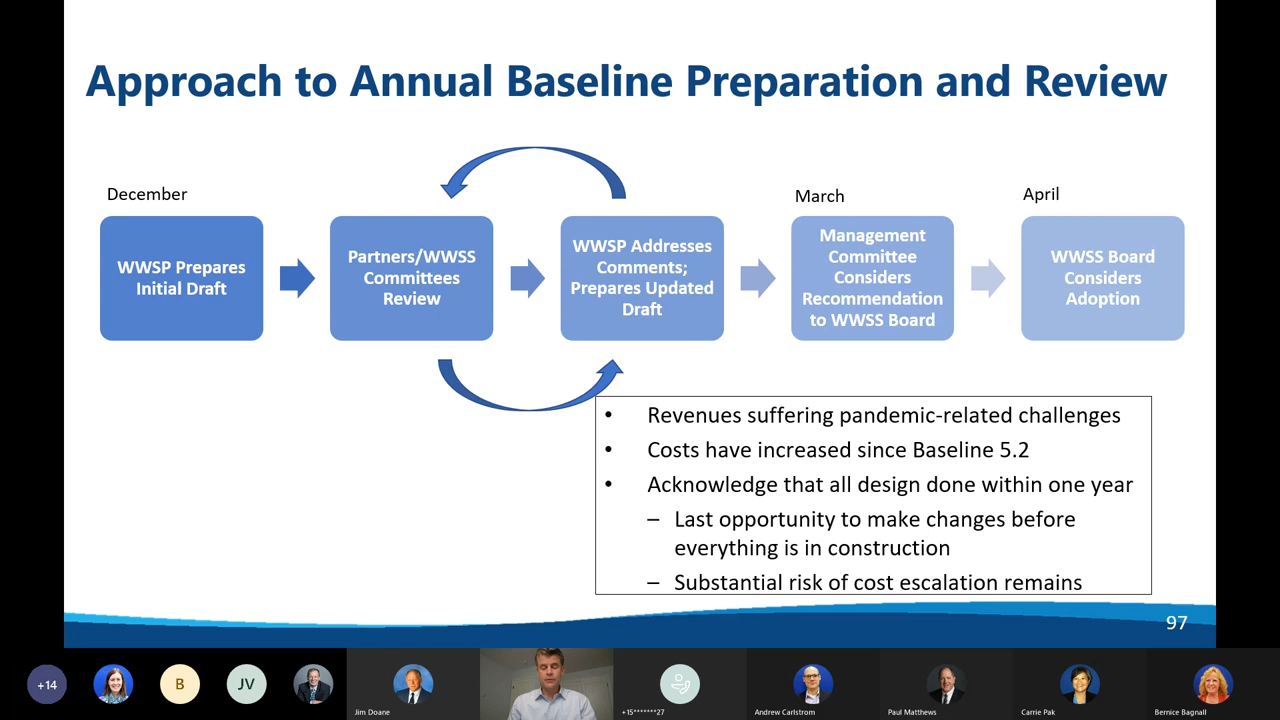 Approach to Annual Baseline Preparation and Review
December
March
April
WWSP Prepares
Initial Draft
Partners/WWSS
Committees
Review
WWSP Addresses
Comments;
Prepares Updated
Draft
Management
Committee
Considers
Recommendation
to WWSS Board
WWSS Board
Considers
Adoption
• Revenues suffering pandemic-related challenges
• Costs have increased since Baseline 5.2
• Acknowledge that all design done within one year
– Last opportunity to make changes before
everything is in construction
– Substantial risk of cost escalation remains
97
+14
B
JV
Jim Doane
+15*******27
Andrew Carlstrom
Paul Matthews
Carrie Pak
Bernice Bagnall